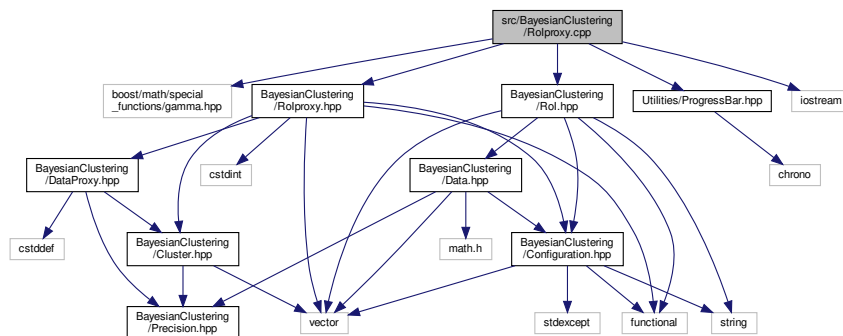 src/BayesianClustering
/RoIproxy.cpp
boost/math/special
_functions/gamma.hpp
BayesianClustering
/RoIproxy.hpp
BayesianClustering
/RoI.hpp
Utilities/ProgressBar.hpp
iostream
BayesianClustering
/DataProxy.hpp
cstdint
BayesianClustering
/Data.hpp
chrono
cstddef
BayesianClustering
/Cluster.hpp
math.h
BayesianClustering
/Configuration.hpp
BayesianClustering
/Precision.hpp
vector
stdexcept
functional
string